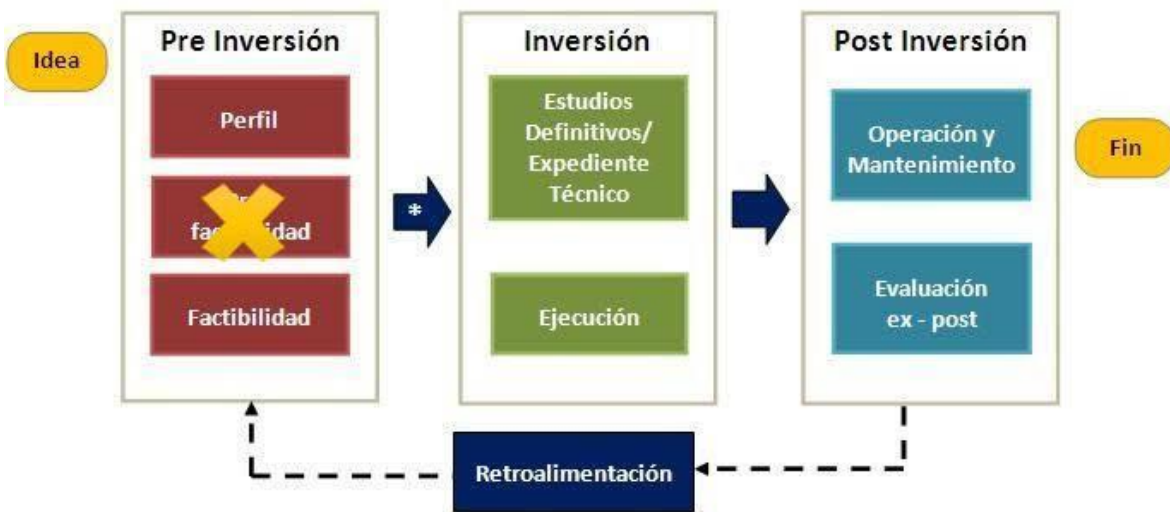 Idea
Pre Inversión
Perfil
Factibilidad
*
Inversión
Estudios
Definitivos/
Expediente
Técnico
Ejecución
Post Inversión
Operación y
Mantenimiento
Evaluación
ex - post
Fin
Retroalimentación